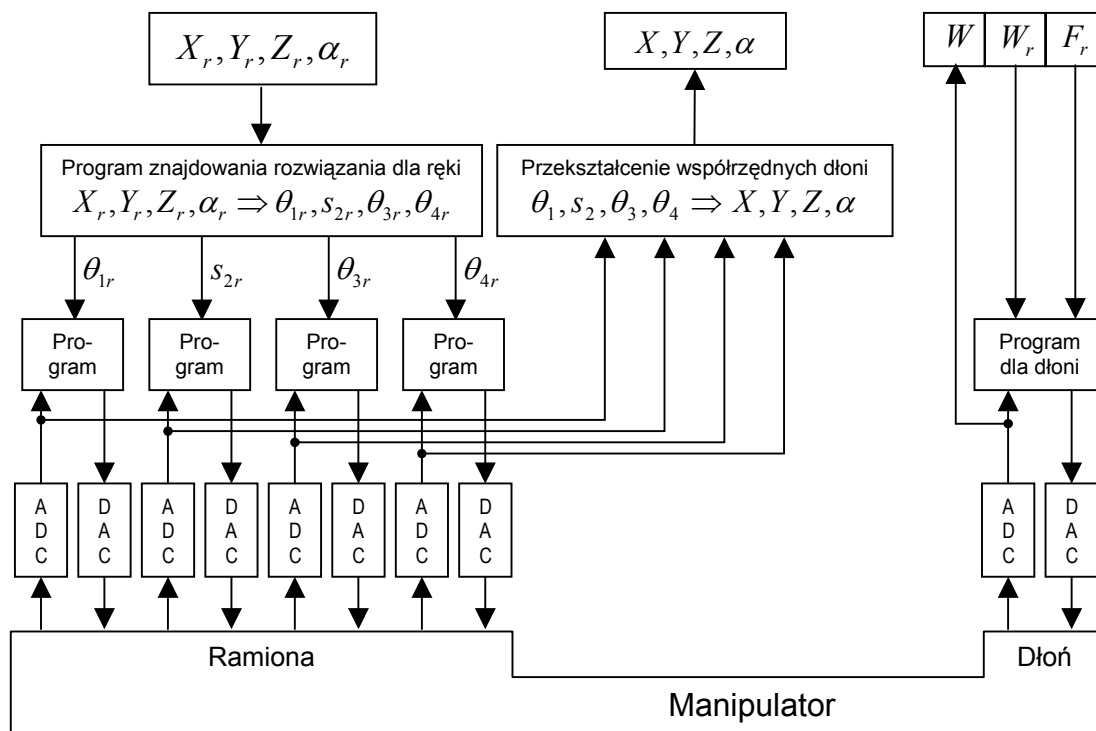 X_r, Y_r, Z_r, α_r
X, Y, Z, α
W W_r F_r
Program znajdowania rozwiązania dla ręki
X_r, Y_r, Z_r, α_r ⇒ θ_1r, s_2r, θ_3r, θ_4r
Przekształcenie współrzędnych dłoni
θ_1, s_2, θ_3, θ_4 ⇒ X, Y, Z, α
θ_1r
s_2r
θ_3r
θ_4r
Pro-
gram
Pro-
gram
Pro-
gram
Pro-
gram
Program
dla dłoni
ADC
DAC
ADC
DAC
ADC
DAC
ADC
DAC
ADC
DAC
Ramiona
Dłoń
Manipulator